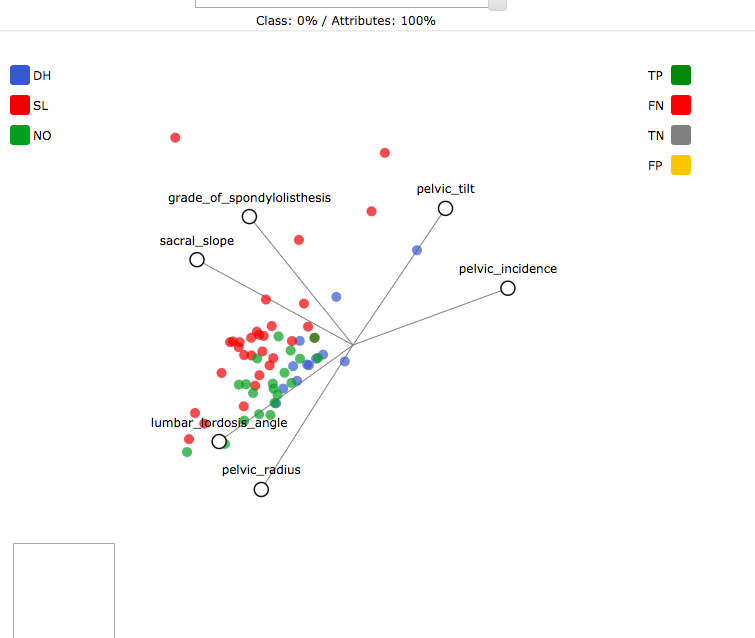 Class: 0% / Attributes: 100%
DH
SL
NO
TP
FN
TN
FP
pelvic_tilt
grade_of_spondylolisthesis
sacral_slope
pelvic_incidence
lumbar_lordosis_angle
pelvic_radius